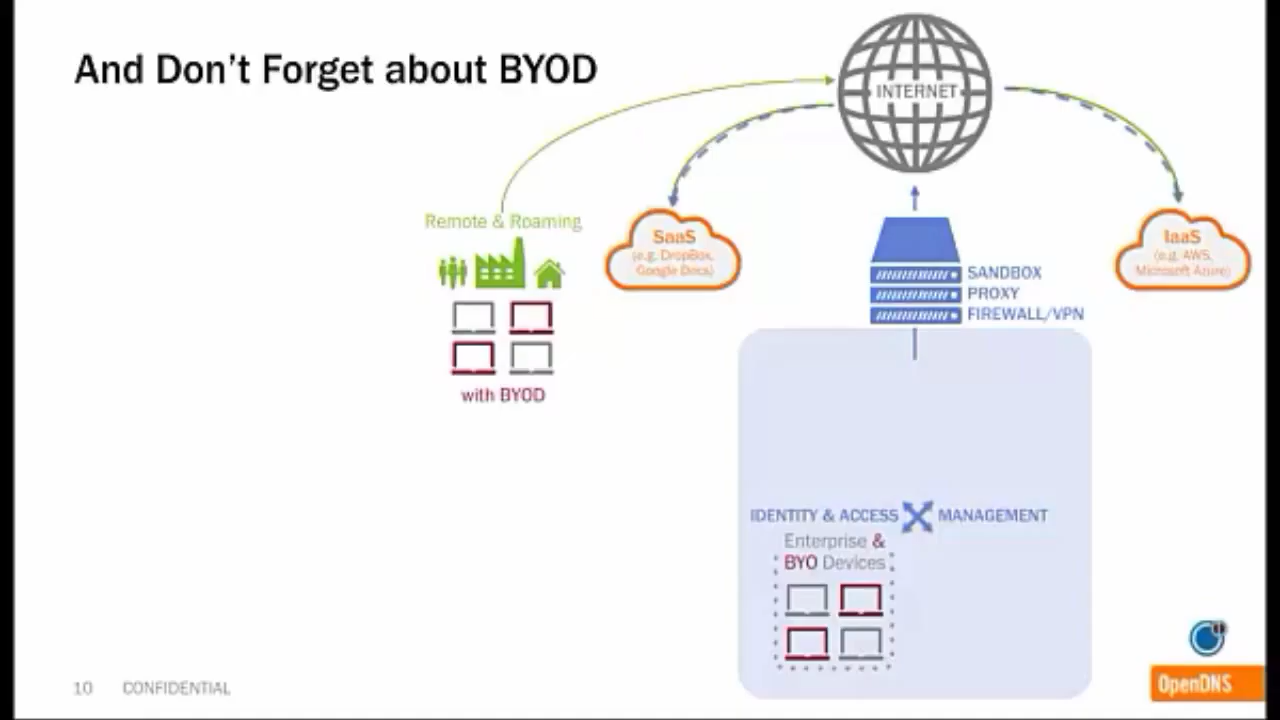 And Don't Forget about BYOD
INTERNET
Remote & Roaming
SaaS
(e.g. DropBox,
Google Docs)
IaaS
(e.g. AWS,
Microsoft Azure)
SANDBOX
PROXY
FIREWALL/VPN
with BYOD
IDENTITY & ACCESS MANAGEMENT
Enterprise &
BYO Devices
10 CONFIDENTIAL
OpenDNS